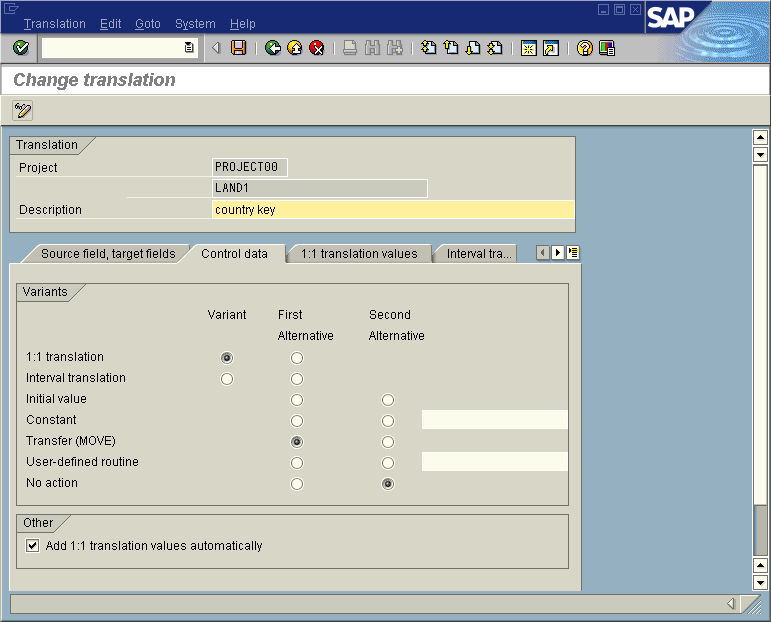 Translation Edit Goto System Help
SAP
Change translation
Translation
Project PROJECT00
LAND1
Description country key
Source field, target fields Control data 1:1 translation values Interval tra...
Variants
Variant First Second
Alternative Alternative
1:1 translation
Interval translation
Initial value
Constant
Transfer (MOVE)
User-defined routine
No action
Other
Add 1:1 translation values automatically